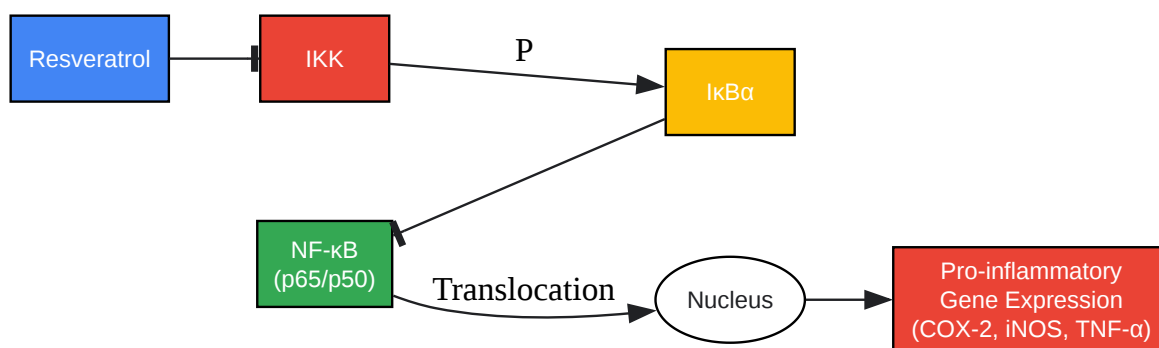 Resveratrol
IKK
P
IκBα
NF-κB
(p65/p50)
Translocation
Nucleus
Pro-inflammatory
Gene Expression
(COX-2, iNOS, TNF-α)